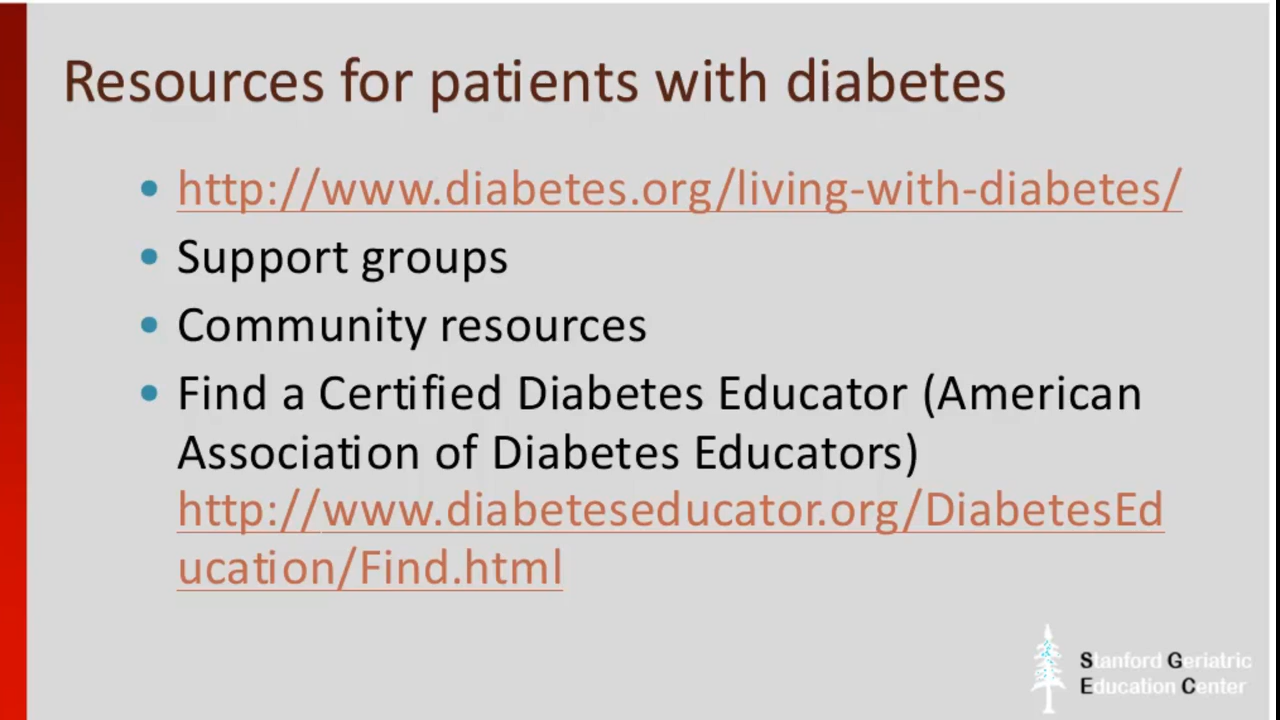 Resources for patients with diabetes
• http://www.diabetes.org/living-with-diabetes/
• Support groups
• Community resources
• Find a Certified Diabetes Educator (American
Association of Diabetes Educators)
http://www.diabeteseducator.org/DiabetesEd
ucation/Find.html
Stanford Geriatric
Education Center